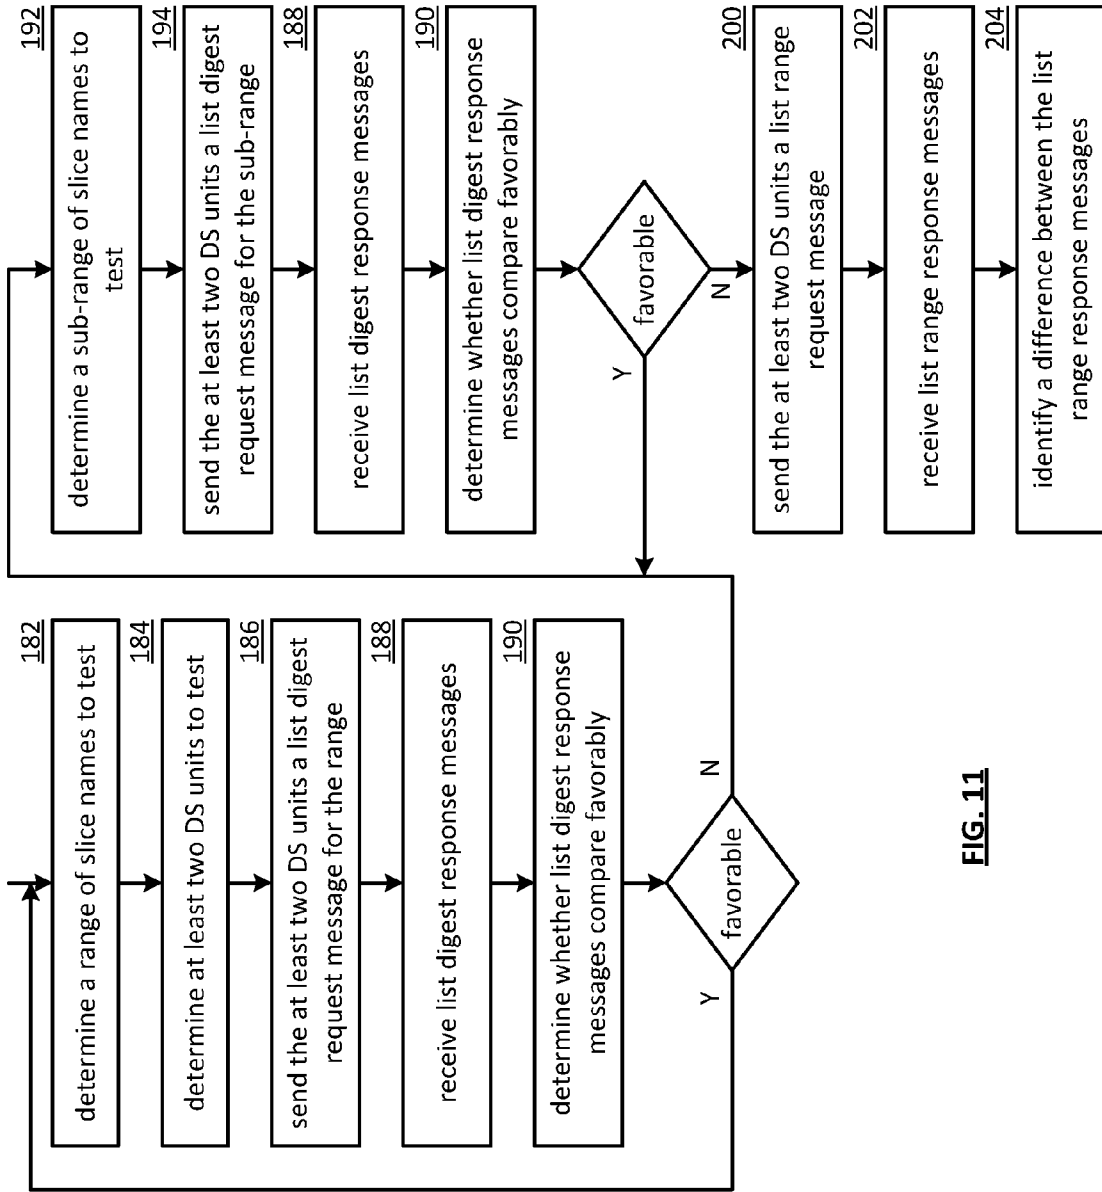 182
determine a range of slice names to test
184
determine at least two DS units to test
186
send the at least two DS units a list digest
request message for the range
188
receive list digest response messages
190
determine whether list digest response
messages compare favorably
favorable
Y
N
192
determine a sub-range of slice names to
test
194
send the at least two DS units a list digest
request message for the sub-range
188
receive list digest response messages
190
determine whether list digest response
messages compare favorably
favorable
Y
N
200
send the at least two DS units a list range
request message
202
receive list range response messages
204
identify a difference between the list
range response messages
FIG. 11